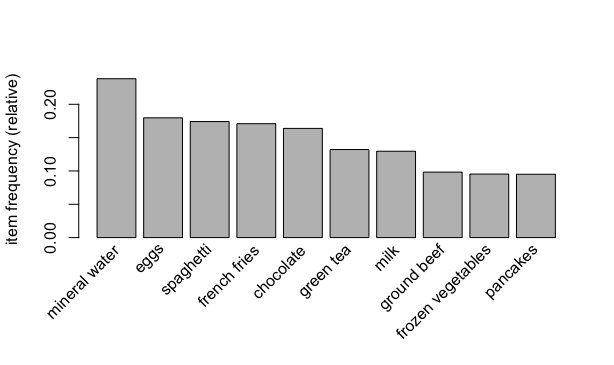 item frequency (relative)
0.20
0.10
0.00
mineral water
eggs
spaghetti
french fries
chocolate
green tea
milk
ground beef
frozen vegetables
pancakes